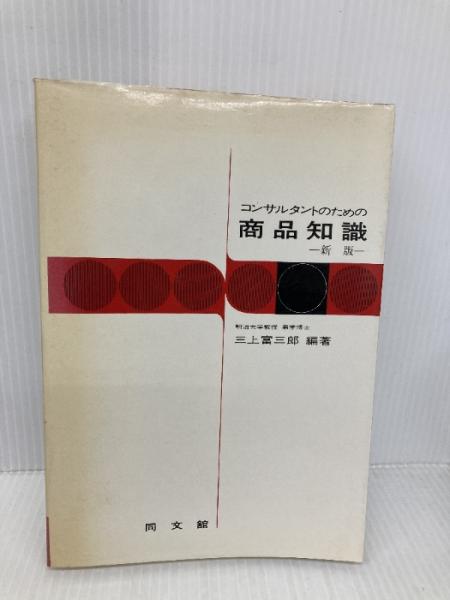 コンサルタントのための
商品知識
―新 版―
明治大学教授 商学博士
三上富三郎 編著
同文館